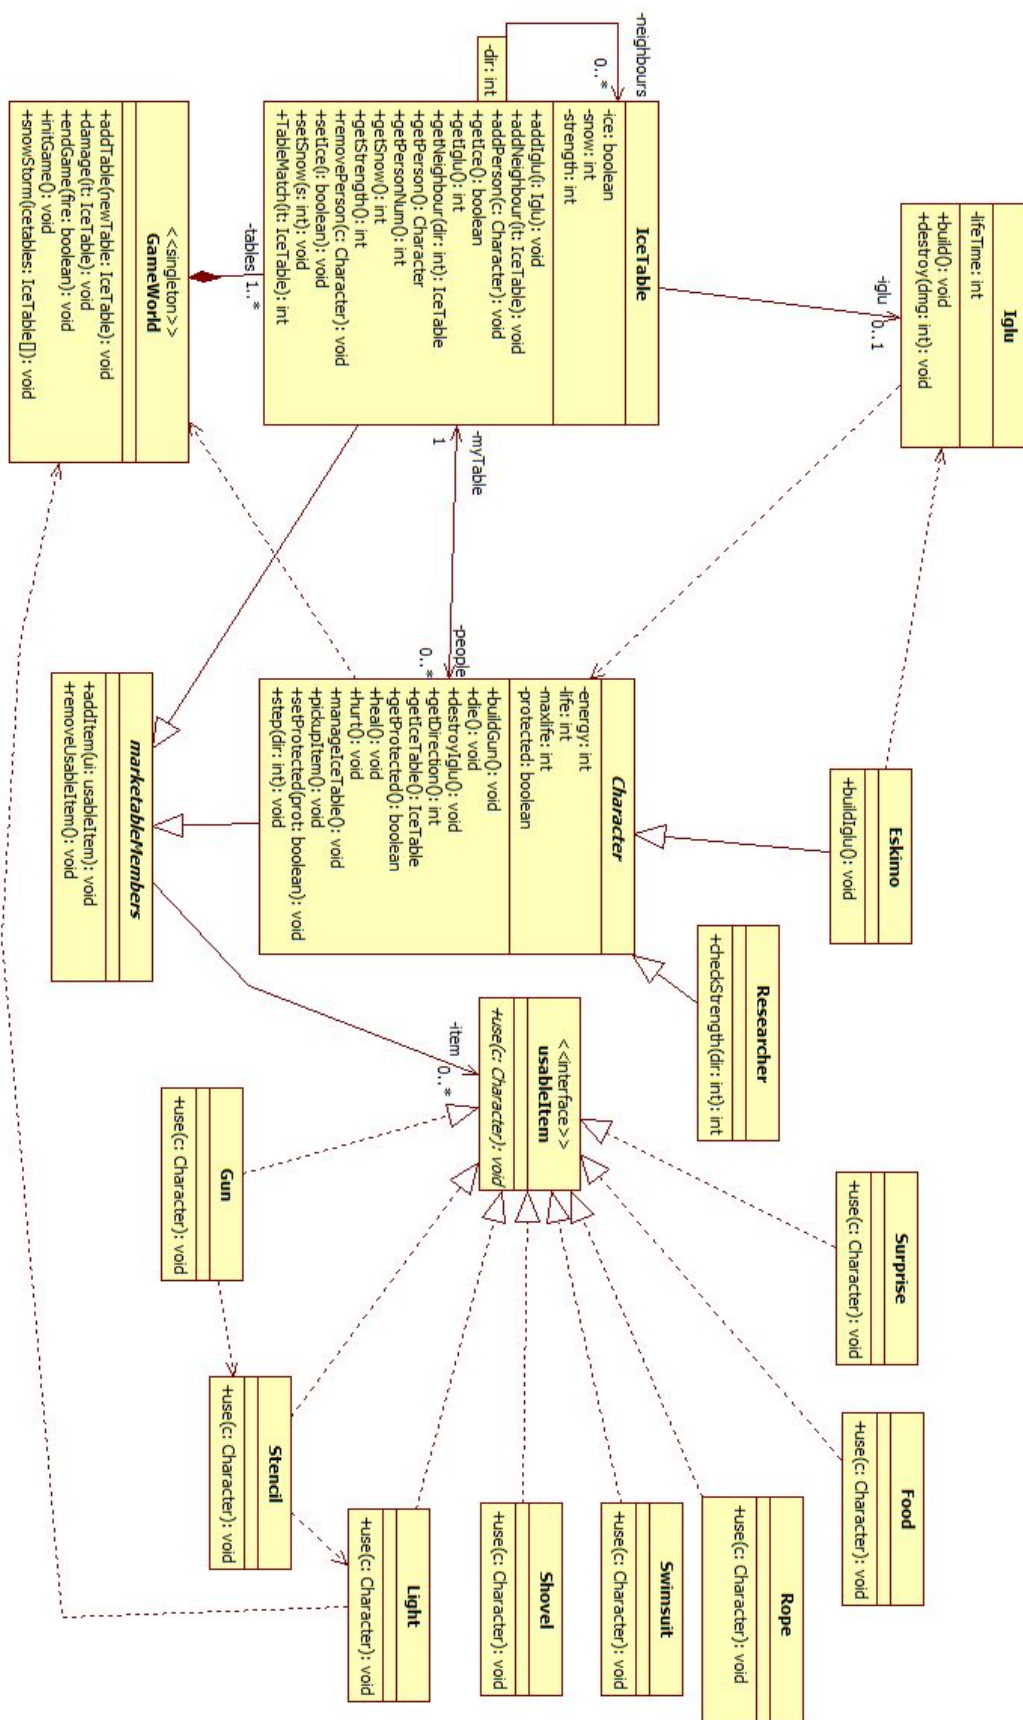 Iglu
-lifeTime: int
+build(): void
+destroy(dmg: int): void
-iglu
0..1
-neighbours
0..*
-dir: int
IceTable
-ice: boolean
-snow: int
-strength: int
+addIglu(i: Iglu): void
+addNeighbour(it: IceTable): void
+addPerson(c: Character): void
+getIce(): boolean
+getIglu(): int
+getNeighbour(dir: int): IceTable
+getPerson(): Character
+getPersonNum(): int
+getSnow(): int
+getStrength(): int
+removePerson(c: Character): void
+setIce(i: boolean): void
+setSnow(s: int): void
+TableMatch(it: IceTable): int
-tables
1..*
<<singleton>>
GameWorld
+addTable(newTable: IceTable): void
+damage(it: IceTable): void
+endGame(fire: boolean): void
+initGame(): void
+snowStorm(icetables: IceTable[]): void
-myTable
1
-people
0..*
Eskimo
+buildIglu(): void
Researcher
+checkStrength(dir: int): int
Character
-energy: int
-life: int
-maxlife: int
-protected: boolean
+buildGun(): void
+die(): void
+destroyIglu(): void
+getDirection(): int
+getIceTable(): IceTable
+getProtected(): boolean
+heal(): void
+hurt(): void
+manageIceTable(): void
+pickupItem(): void
+setProtected(prot: boolean): void
+step(dir: int): void
marketableMembers
+addItem(ui: usableItem): void
+removeUsableItem(): void
-item
0..*
<<interface>>
usableItem
+use(c: Character): void
Surprise
+use(c: Character): void
Food
+use(c: Character): void
Rope
+use(c: Character): void
Swimsuit
+use(c: Character): void
Shovel
+use(c: Character): void
Light
+use(c: Character): void
Stencil
+use(c: Character): void
Gun
+use(c: Character): void